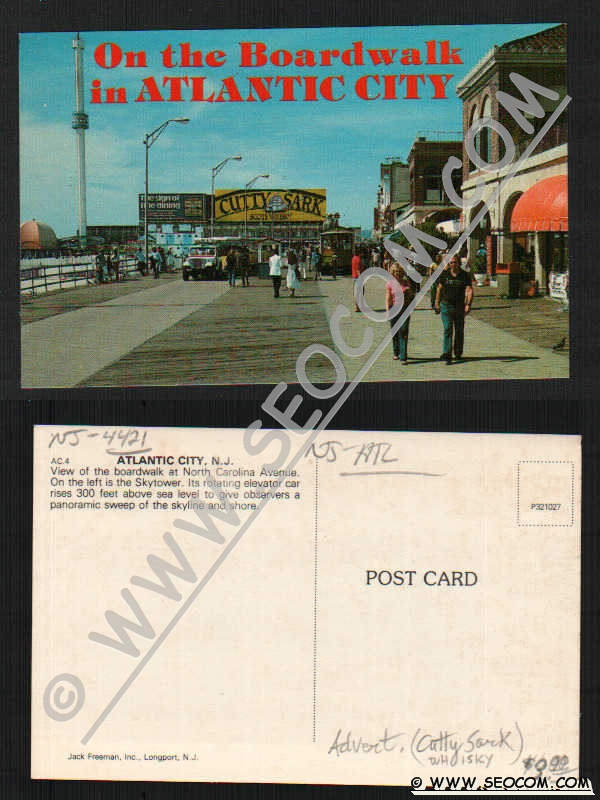 On the Boardwalk
in ATLANTIC CITY
CUTTY SARK
© WWW.SEOCOM.COM
NJ-4421
NJ-ATL
AC.4
ATLANTIC CITY, N.J.
View of the boardwalk at North Carolina Avenue.
On the left is the Skytower. Its rotating elevator car
rises 300 feet above sea level to give observers a
panoramic sweep of the skyline and shore.
P321027
POST CARD
Advert. (Cutty Sark)
WHISKY
Jack Freeman, Inc., Longport, N.J.
© WWW.SEOCOM.COM